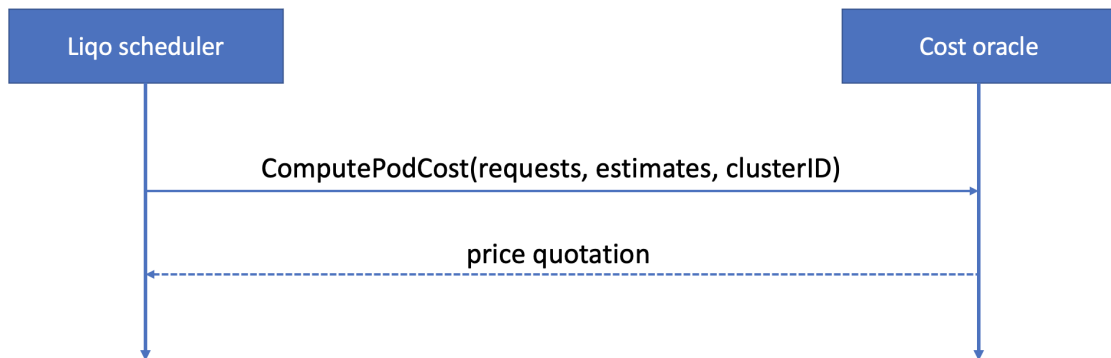 Liqo scheduler
Cost oracle
ComputePodCost(requests, estimates, clusterID)
price quotation